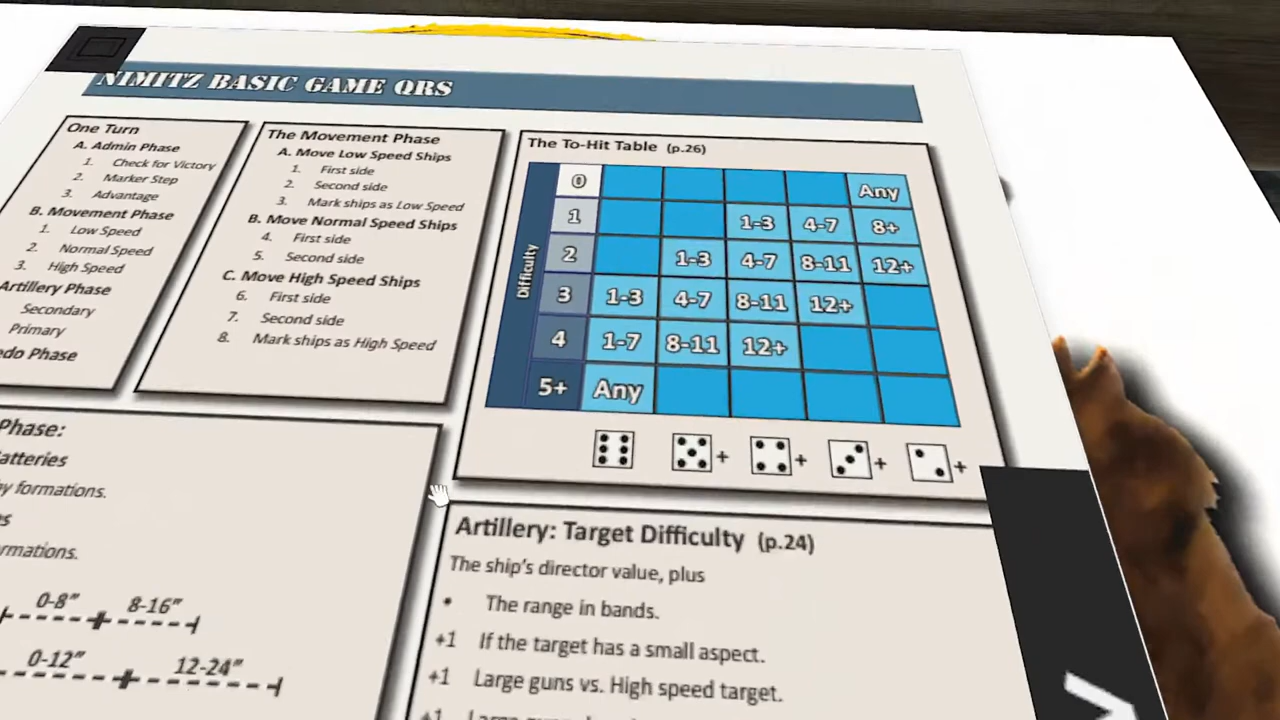 NIMITZ BASIC GAME QRS
One Turn
A. Admin Phase
1. Check for Victory
2. Marker Step
3. Advantage
B. Movement Phase
1. Low Speed
2. Normal Speed
3. High Speed
Artillery Phase
Secondary
Primary
Phase
The Movement Phase
A. Move Low Speed Ships
1. First side
2. Second side
3. Mark ships as Low Speed
B. Move Normal Speed Ships
4. First side
5. Second side
C. Move High Speed Ships
6. First side
7. Second side
8. Mark ships as High Speed
The To-Hit Table (p.26)
Difficulty
0 Any
1 1-3 4-7 8+
2 1-3 4-7 8-11 12+
3 1-3 4-7 8-11 12+
4 1-7 8-11 12+
5+ Any
+ + + +
Phase:
formations.
0-8" 8-16"
0-12" 12-24"
Artillery: Target Difficulty (p.24)
The ship's director value, plus
• The range in bands.
+1 If the target has a small aspect.
+1 Large guns vs. High speed target.
+1